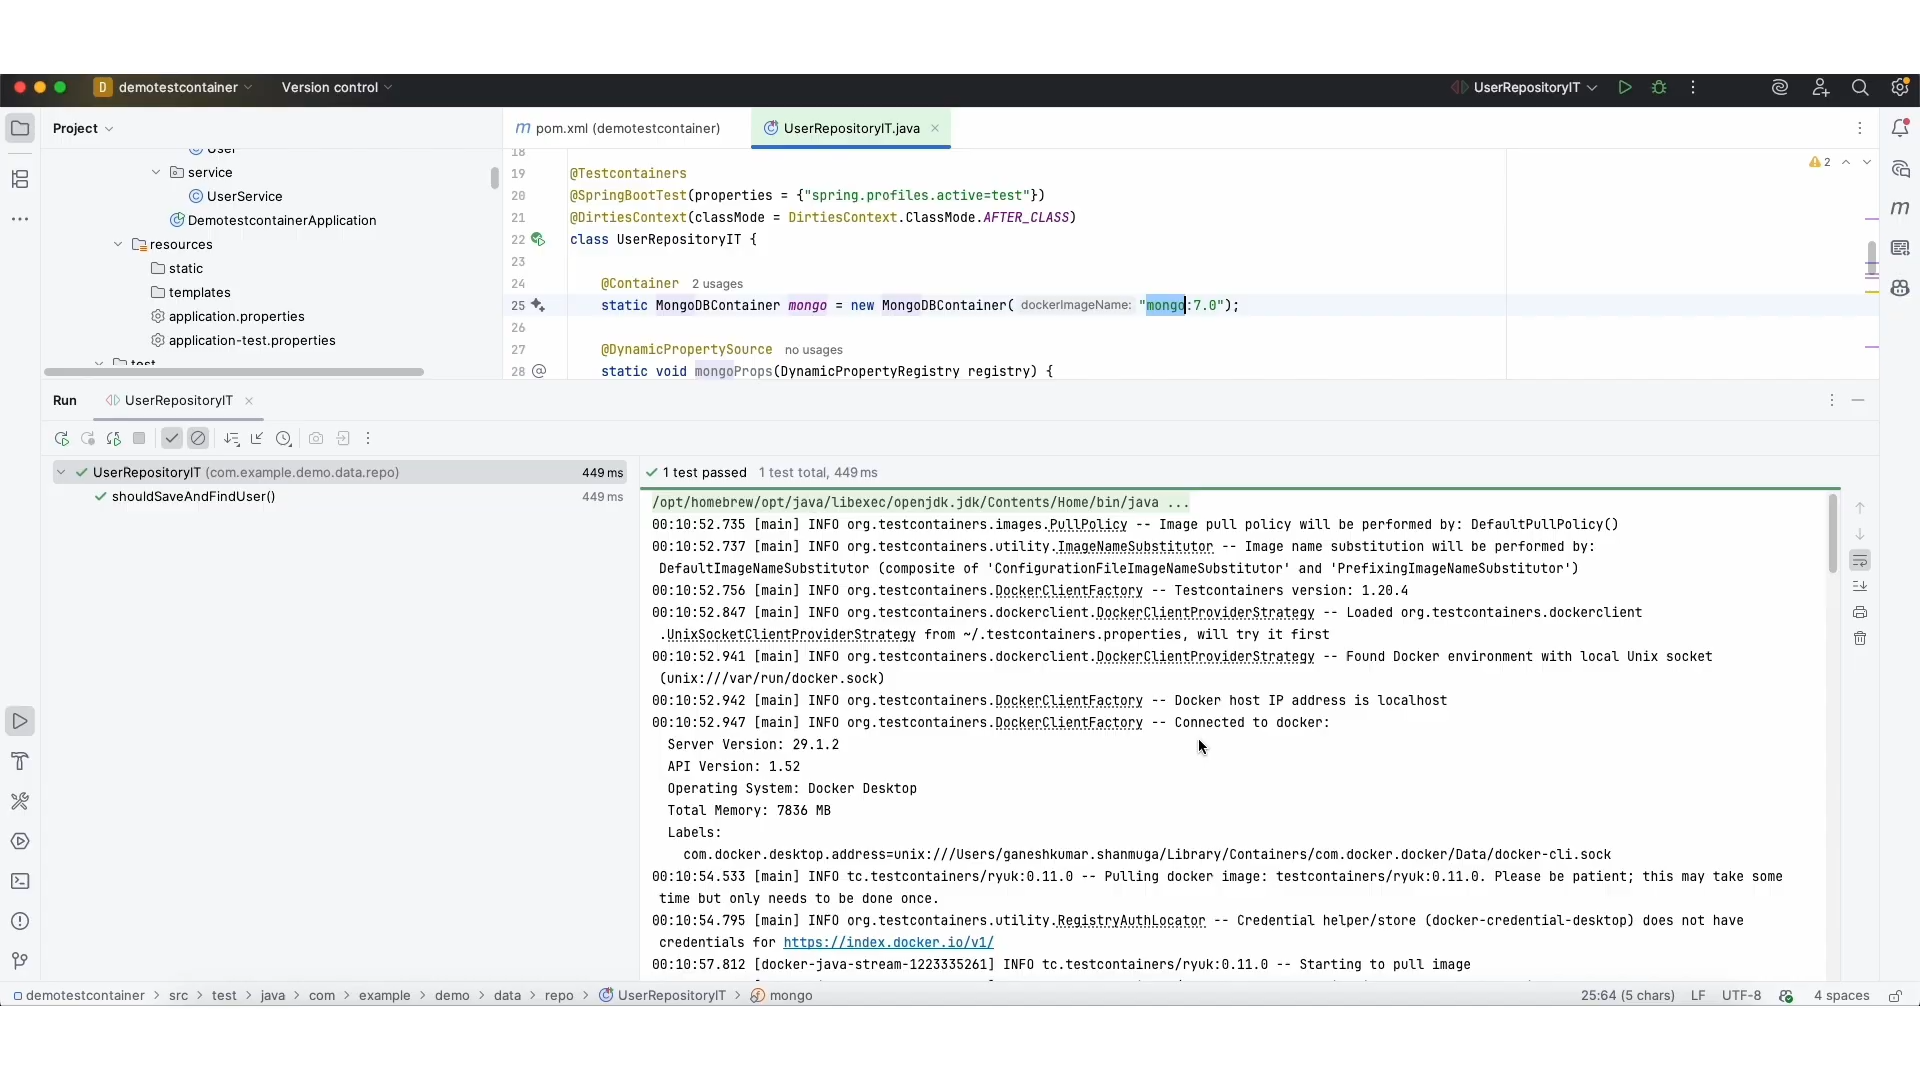 D demotestcontainer
Version control
UserRepositoryIT
Project
User
service
UserService
DemotestcontainerApplication
resources
static
templates
application.properties
application-test.properties
test
pom.xml (demotestcontainer)
UserRepositoryIT.java
2
18
19 @Testcontainers
20 @SpringBootTest(properties = {"spring.profiles.active=test"})
21 @DirtiesContext(classMode = DirtiesContext.ClassMode.AFTER_CLASS)
22 class UserRepositoryIT {
23
24 @Container 2 usages
25 static MongoDBContainer mongo = new MongoDBContainer( dockerImageName: "mongo:7.0");
26
27 @DynamicPropertySource no usages
28 static void mongoProps(DynamicPropertyRegistry registry) {
Run
UserRepositoryIT
UserRepositoryIT (com.example.demo.data.repo) 449 ms
shouldSaveAndFindUser() 449 ms
1 test passed 1 test total, 449 ms
/opt/homebrew/opt/java/libexec/openjdk.jdk/Contents/Home/bin/java ...
00:10:52.735 [main] INFO org.testcontainers.images.PullPolicy -- Image pull policy will be performed by: DefaultPullPolicy()
00:10:52.737 [main] INFO org.testcontainers.utility.ImageNameSubstitutor -- Image name substitution will be performed by:
DefaultImageNameSubstitutor (composite of 'ConfigurationFileImageNameSubstitutor' and 'PrefixingImageNameSubstitutor')
00:10:52.756 [main] INFO org.testcontainers.DockerClientFactory -- Testcontainers version: 1.20.4
00:10:52.847 [main] INFO org.testcontainers.dockerclient.DockerClientProviderStrategy -- Loaded org.testcontainers.dockerclient
.UnixSocketClientProviderStrategy from ~/.testcontainers.properties, will try it first
00:10:52.941 [main] INFO org.testcontainers.dockerclient.DockerClientProviderStrategy -- Found Docker environment with local Unix socket
(unix:///var/run/docker.sock)
00:10:52.942 [main] INFO org.testcontainers.DockerClientFactory -- Docker host IP address is localhost
00:10:52.947 [main] INFO org.testcontainers.DockerClientFactory -- Connected to docker:
Server Version: 29.1.2
API Version: 1.52
Operating System: Docker Desktop
Total Memory: 7836 MB
Labels:
com.docker.desktop.address=unix:///Users/ganeshkumar.shanmuga/Library/Containers/com.docker.docker/Data/docker-cli.sock
00:10:54.533 [main] INFO tc.testcontainers/ryuk:0.11.0 -- Pulling docker image: testcontainers/ryuk:0.11.0. Please be patient; this may take some
time but only needs to be done once.
00:10:54.795 [main] INFO org.testcontainers.utility.RegistryAuthLocator -- Credential helper/store (docker-credential-desktop) does not have
credentials for https://index.docker.io/v1/
00:10:57.812 [docker-java-stream-1223335261] INFO tc.testcontainers/ryuk:0.11.0 -- Starting to pull image
demotestcontainer > src > test > java > com > example > demo > data > repo > UserRepositoryIT > mongo
25:64 (5 chars) LF UTF-8 4 spaces